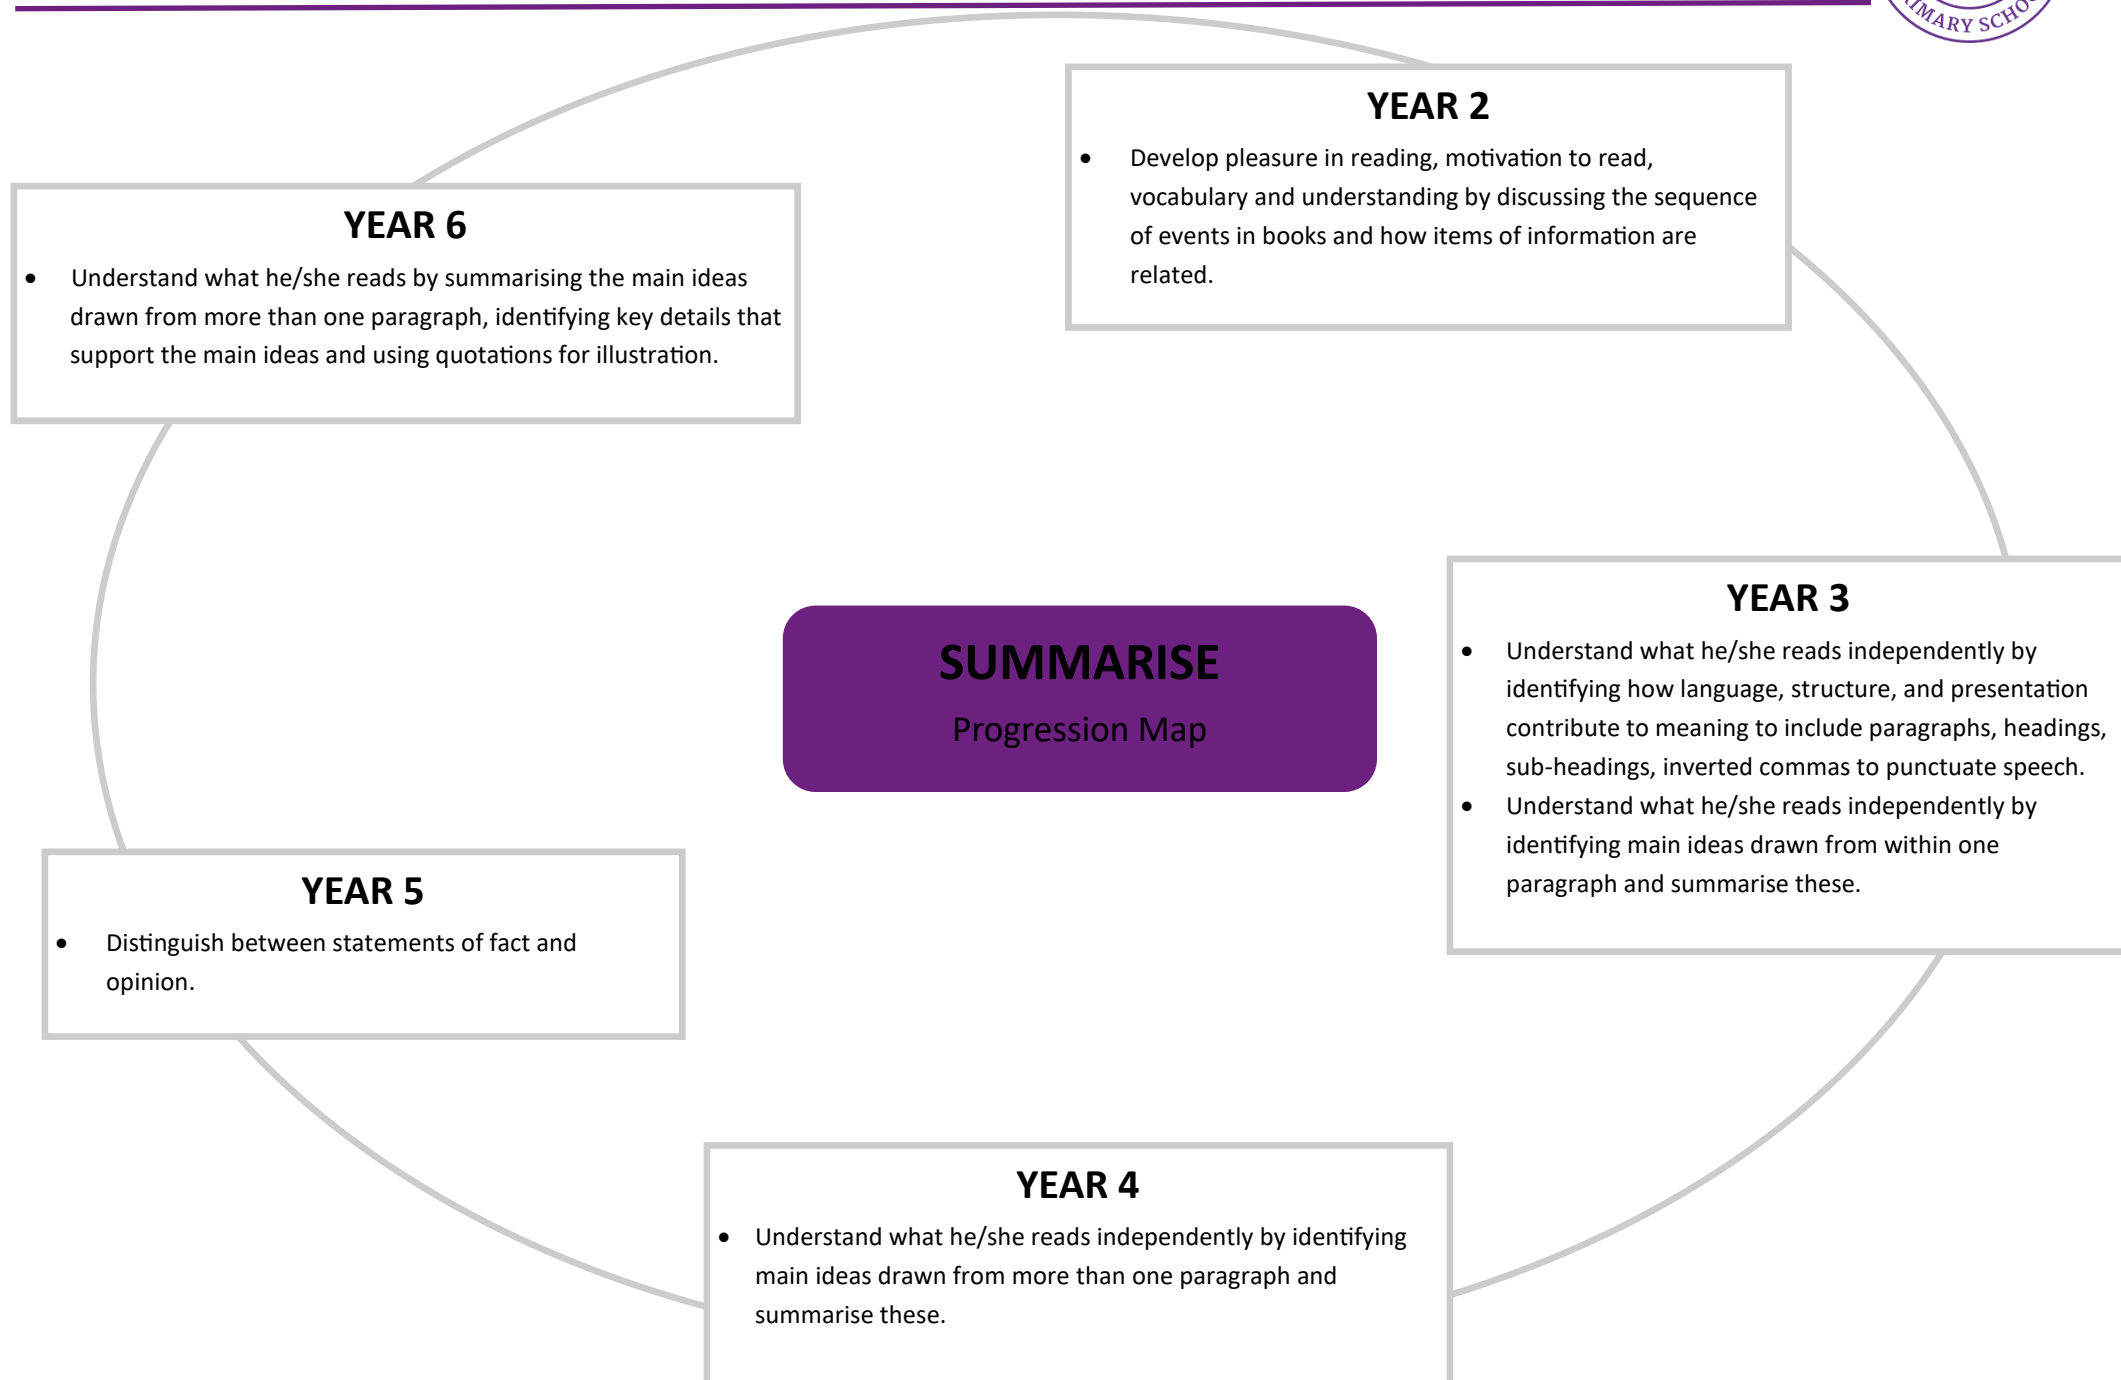 PRIMARY SCHOO
YEAR 2
• Develop pleasure in reading, motivation to read,
vocabulary and understanding by discussing the sequence
of events in books and how items of information are
related.
YEAR 6
• Understand what he/she reads by summarising the main ideas
drawn from more than one paragraph, identifying key details that
support the main ideas and using quotations for illustration.
YEAR 3
• Understand what he/she reads independently by
identifying how language, structure, and presentation
contribute to meaning to include paragraphs, headings,
sub-headings, inverted commas to punctuate speech.
• Understand what he/she reads independently by
identifying main ideas drawn from within one
paragraph and summarise these.
SUMMARISE
Progression Map
YEAR 5
• Distinguish between statements of fact and
opinion.
YEAR 4
• Understand what he/she reads independently by identifying
main ideas drawn from more than one paragraph and
summarise these.